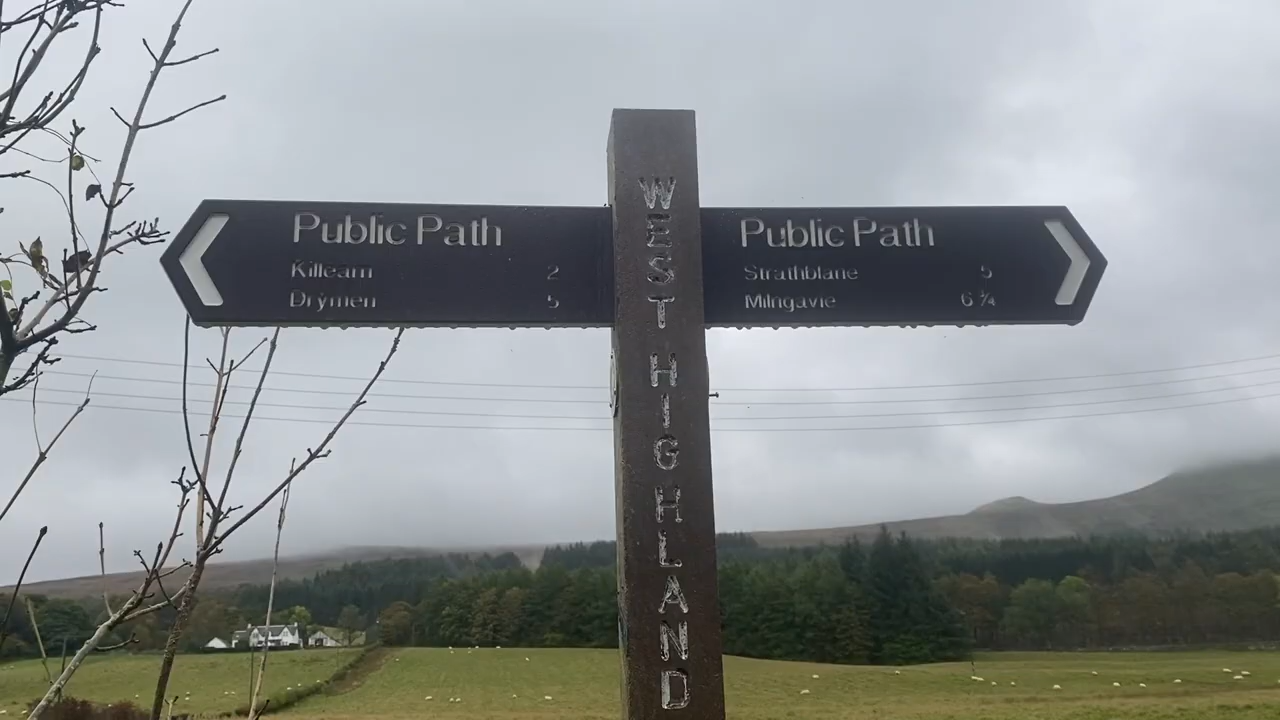 Public Path
Killearn 2
Drymen 5
WEST HIGHLAND
Public Path
Strathblane 5
Milngavie 6 ¾